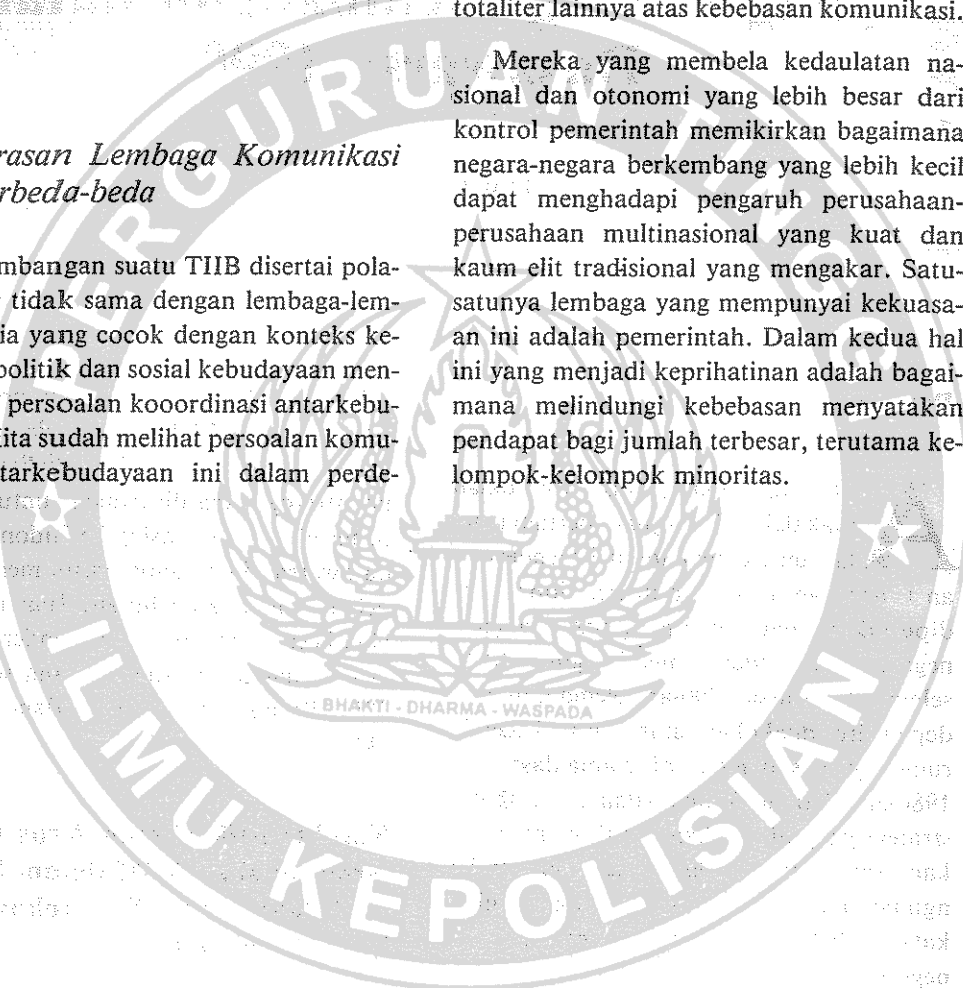 rasan Lembaga Komunikasi
rbeda-beda
mbangan suatu TIIB disertai pola-
tidak sama dengan lembaga-lem-
ia yang cocok dengan konteks ke-
politik dan sosial kebudayaan men-
persoalan kooordinasi antarkebu-
Kita sudah melihat persoalan komu-
tarkebudayaan ini dalam perde-
totaliter lainnya atas kebebasan komunikasi.
Mereka yang membela kedaulatan na-
sional dan otonomi yang lebih besar dari
kontrol pemerintah memikirkan bagaimana
negara-negara berkembang yang lebih kecil
dapat menghadapi pengaruh perusahaan-
perusahaan multinasional yang kuat dan
kaum elit tradisional yang mengakar. Satu-
satunya lembaga yang mempunyai kekuasa-
an ini adalah pemerintah. Dalam kedua hal
ini yang menjadi keprihatinan adalah bagai-
mana melindungi kebebasan menyatakan
pendapat bagi jumlah terbesar, terutama ke-
lompok-kelompok minoritas.
PERGURUAN TINGGI
ILMU KEPOLISIAN
BHAKTI - DHARMA - WASPADA